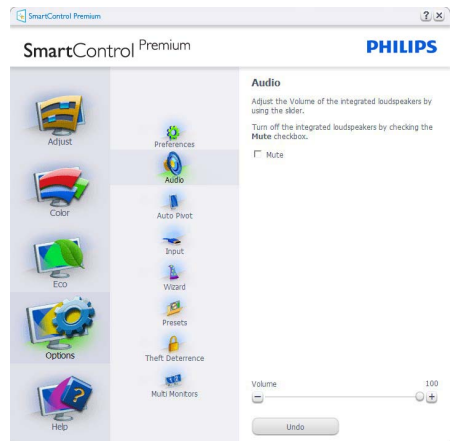 SmartControl Premium
SmartControl Premium
PHILIPS
Adjust
Color
Eco
Options
Help
Preferences
Audio
Auto Pivot
Input
Wizard
Presets
Theft Deterrence
Multi Monitors
Audio
Adjust the Volume of the integrated loudspeakers by
using the slider.
Turn off the integrated loudspeakers by checking the
Mute checkbox.
Mute
Volume 100
Undo